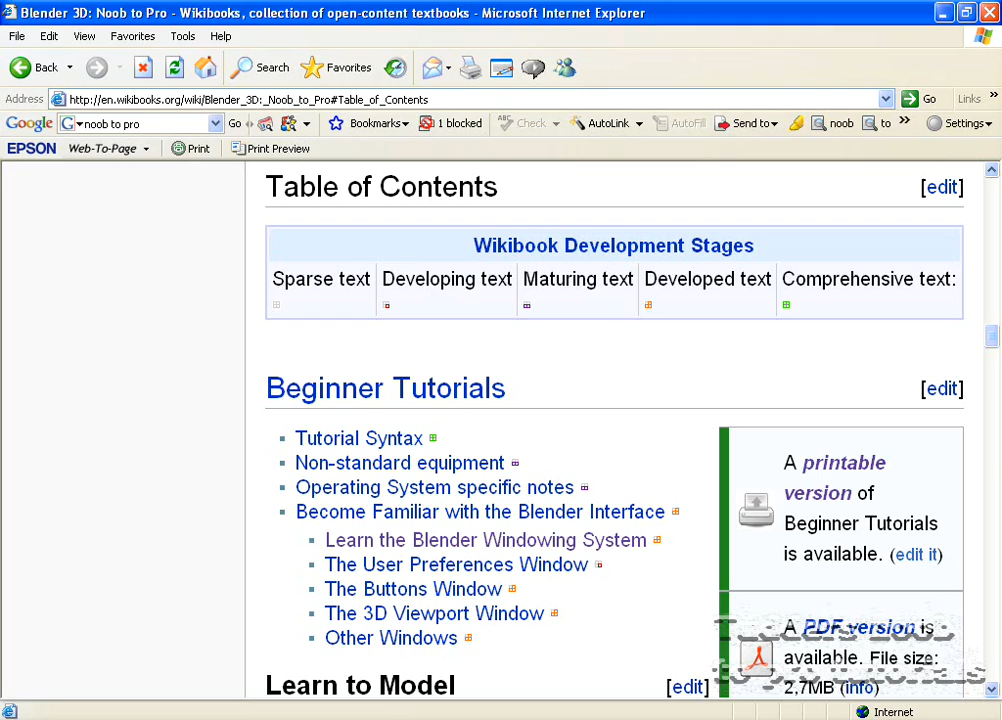 Blender 3D: Noob to Pro - Wikibooks, collection of open-content textbooks - Microsoft Internet Explorer
File Edit View Favorites Tools Help
Back Search Favorites
Address http://en.wikibooks.org/wiki/Blender_3D:_Noob_to_Pro#Table_of_Contents Go Links »
Google G noob to pro Go Bookmarks 1 blocked Check AutoLink AutoFill Send to noob to » Settings
EPSON Web-To-Page Print Print Preview
Table of Contents [edit]
Wikibook Development Stages
Sparse text Developing text Maturing text Developed text Comprehensive text:
Beginner Tutorials [edit]
Tutorial Syntax
Non-standard equipment
Operating System specific notes
Become Familiar with the Blender Interface
Learn the Blender Windowing System
The User Preferences Window
The Buttons Window
The 3D Viewport Window
Other Windows
Learn to Model [edit]
A printable
version of
Beginner Tutorials
is available. (edit it)
A PDF version is
available. File size:
2,7MB (info)
noob
to pro tutorials
Internet